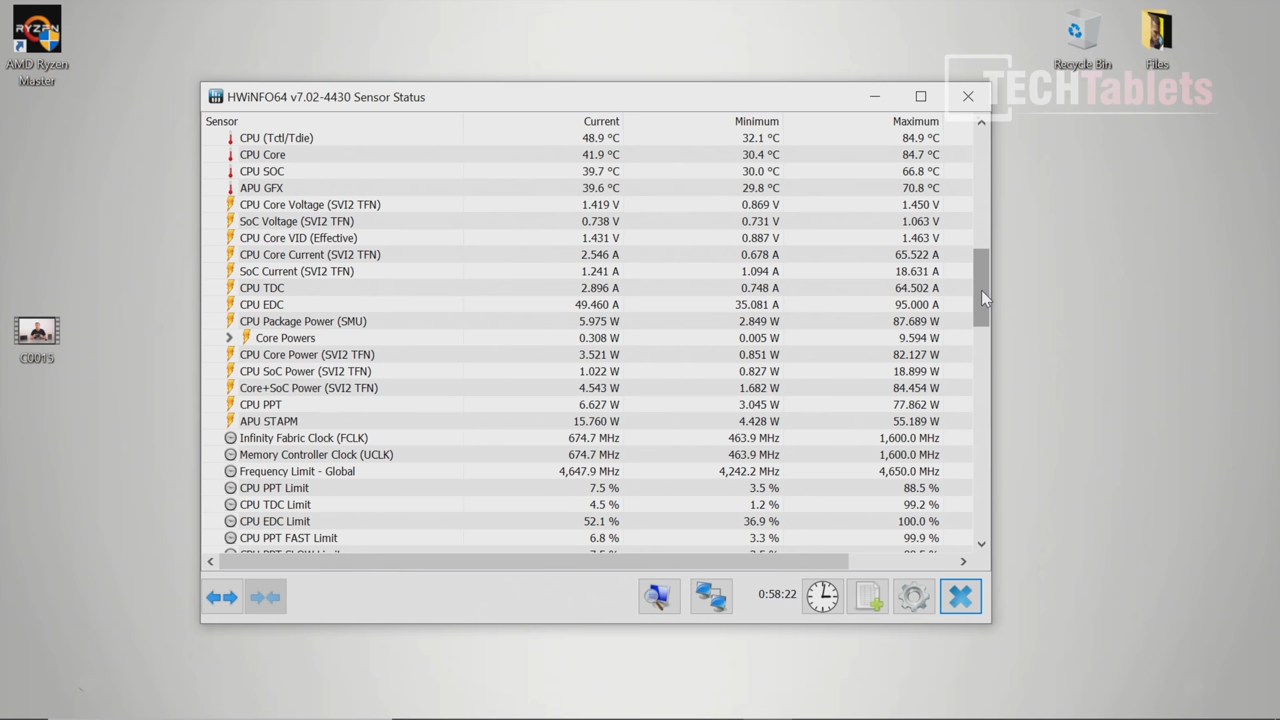 RYZEN
AMD Ryzen
Master
Recycle Bin
Files
TECHTablets
HWiNFO64 v7.02-4430 Sensor Status
Sensor Current Minimum Maximum
CPU (Tctl/Tdie) 48.9 °C 32.1 °C 84.9 °C
CPU Core 41.9 °C 30.4 °C 84.7 °C
CPU SOC 39.7 °C 30.0 °C 66.8 °C
APU GFX 39.6 °C 29.8 °C 70.8 °C
CPU Core Voltage (SVI2 TFN) 1.419 V 0.869 V 1.450 V
SoC Voltage (SVI2 TFN) 0.738 V 0.731 V 1.063 V
CPU Core VID (Effective) 1.431 V 0.887 V 1.463 V
CPU Core Current (SVI2 TFN) 2.546 A 0.678 A 65.522 A
SoC Current (SVI2 TFN) 1.241 A 1.094 A 18.631 A
CPU TDC 2.896 A 0.748 A 64.502 A
CPU EDC 49.460 A 35.081 A 95.000 A
CPU Package Power (SMU) 5.975 W 2.849 W 87.689 W
Core Powers 0.308 W 0.005 W 9.594 W
CPU Core Power (SVI2 TFN) 3.521 W 0.851 W 82.127 W
CPU SoC Power (SVI2 TFN) 1.022 W 0.827 W 18.899 W
Core+SoC Power (SVI2 TFN) 4.543 W 1.682 W 84.454 W
CPU PPT 6.627 W 3.045 W 77.862 W
APU STAPM 15.760 W 4.428 W 55.189 W
Infinity Fabric Clock (FCLK) 674.7 MHz 463.9 MHz 1,600.0 MHz
Memory Controller Clock (UCLK) 674.7 MHz 463.9 MHz 1,600.0 MHz
Frequency Limit - Global 4,647.9 MHz 4,242.2 MHz 4,650.0 MHz
CPU PPT Limit 7.5 % 3.5 % 88.5 %
CPU TDC Limit 4.5 % 1.2 % 99.2 %
CPU EDC Limit 52.1 % 36.9 % 100.0 %
CPU PPT FAST Limit 6.8 % 3.3 % 99.9 %
0:58:22
C0015